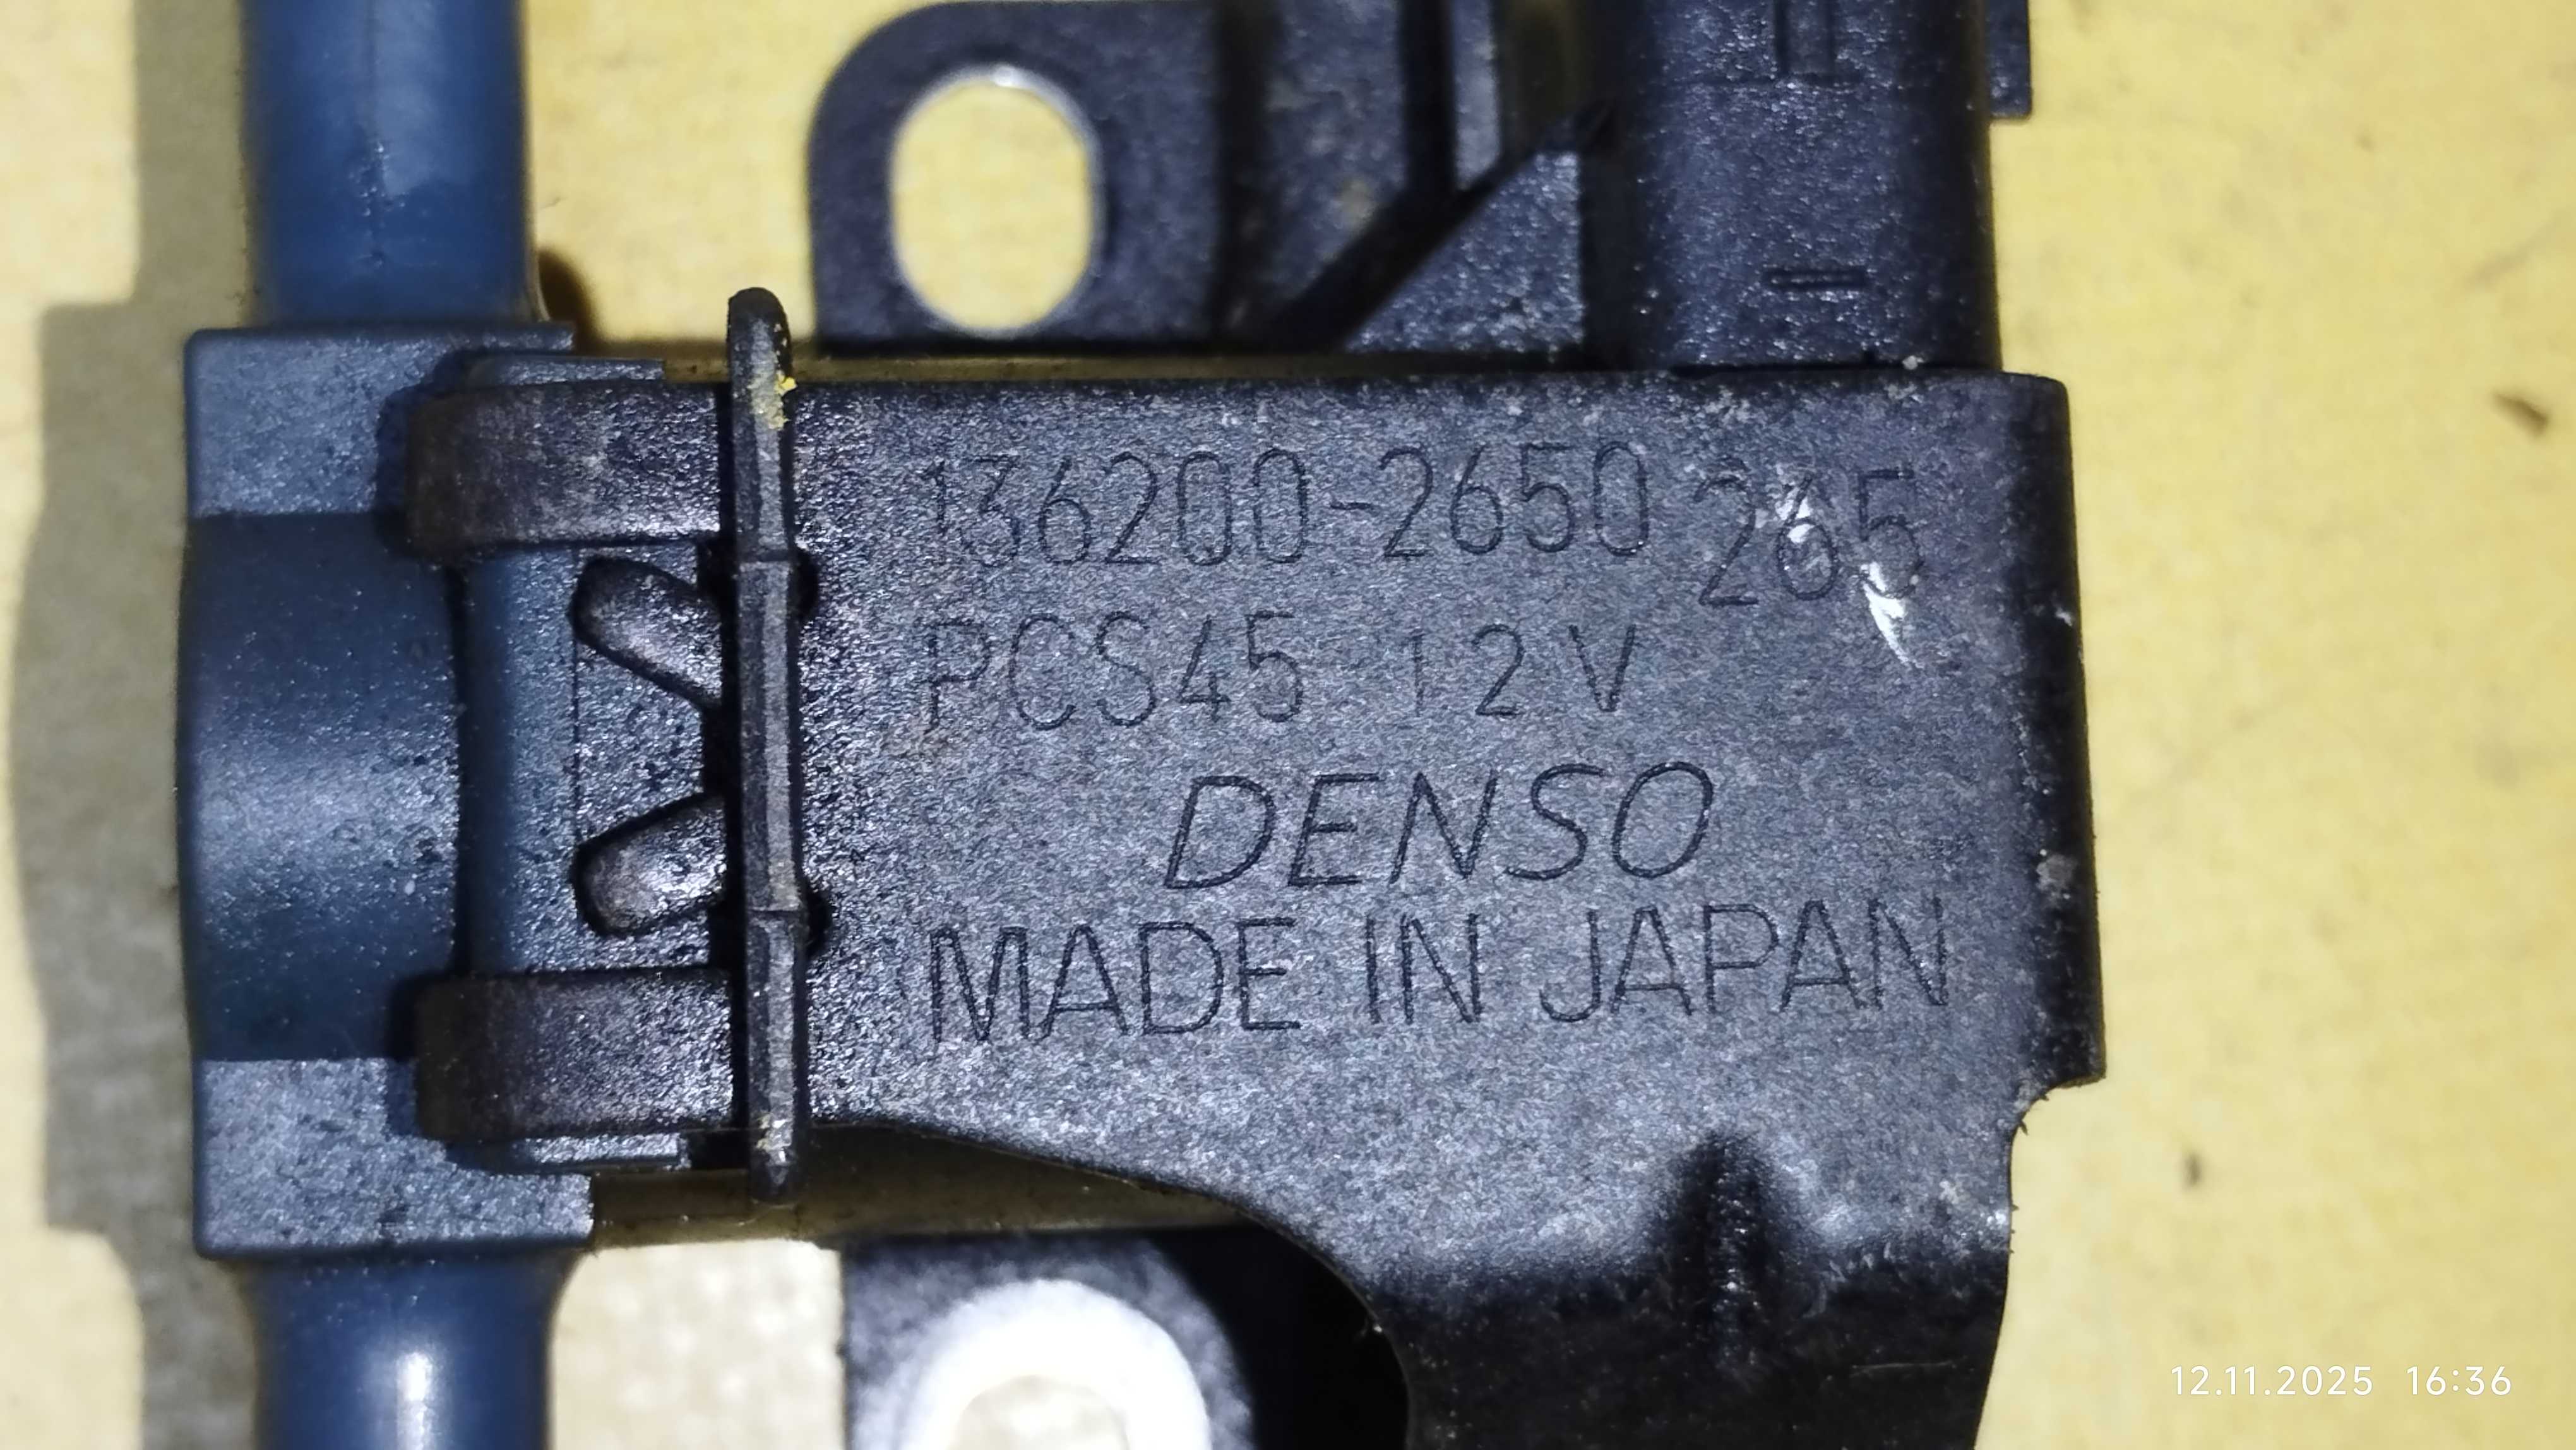 136200-2650 265
PCS45 12V
DENSO
MADE IN JAPAN
12.11.2025 16:36